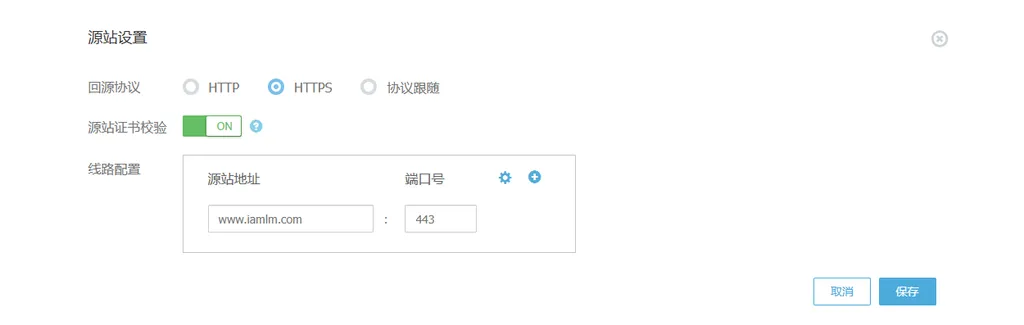 源站设置
回源协议 HTTP HTTPS 协议跟随
源站证书校验 ON ?
线路配置
源站地址 端口号
www.iamlm.com : 443
取消 保存